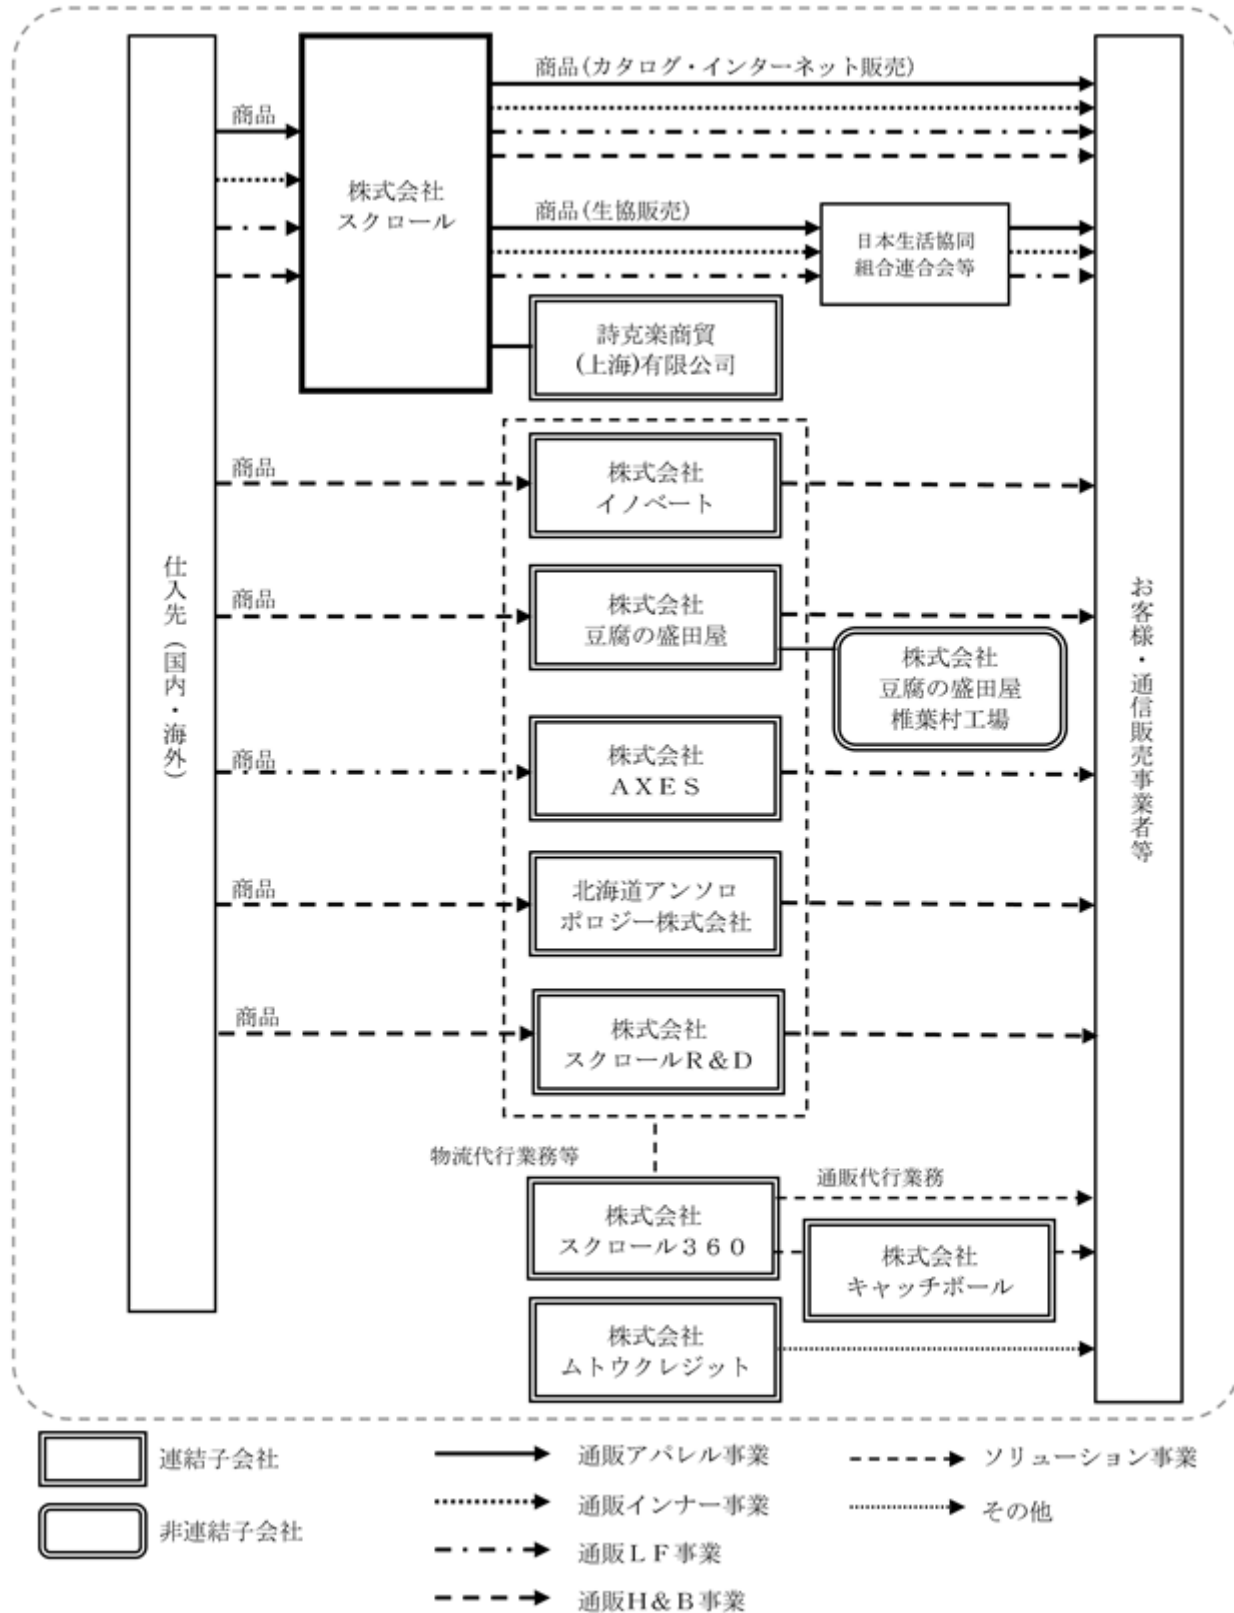 商品(カタログ・インターネット販売)
商品
株式会社
スクロール
商品(生協販売)
日本生活協同
組合連合会等
詩克楽商貿
(上海)有限公司
商品
株式会社
イノベート
仕入先(国内・海外)
お客様・通信販売事業者等
商品
株式会社
豆腐の盛田屋
株式会社
豆腐の盛田屋
椎葉村工場
商品
株式会社
AXES
商品
北海道アンソロ
ポロジー株式会社
商品
株式会社
スクロールR&D
物流代行業務等
通販代行業務
株式会社
スクロール360
株式会社
キャッチボール
株式会社
ムトウクレジット
連結子会社
非連結子会社
通販アパレル事業
通販インナー事業
通販LF事業
通販H&B事業
ソリューション事業
その他